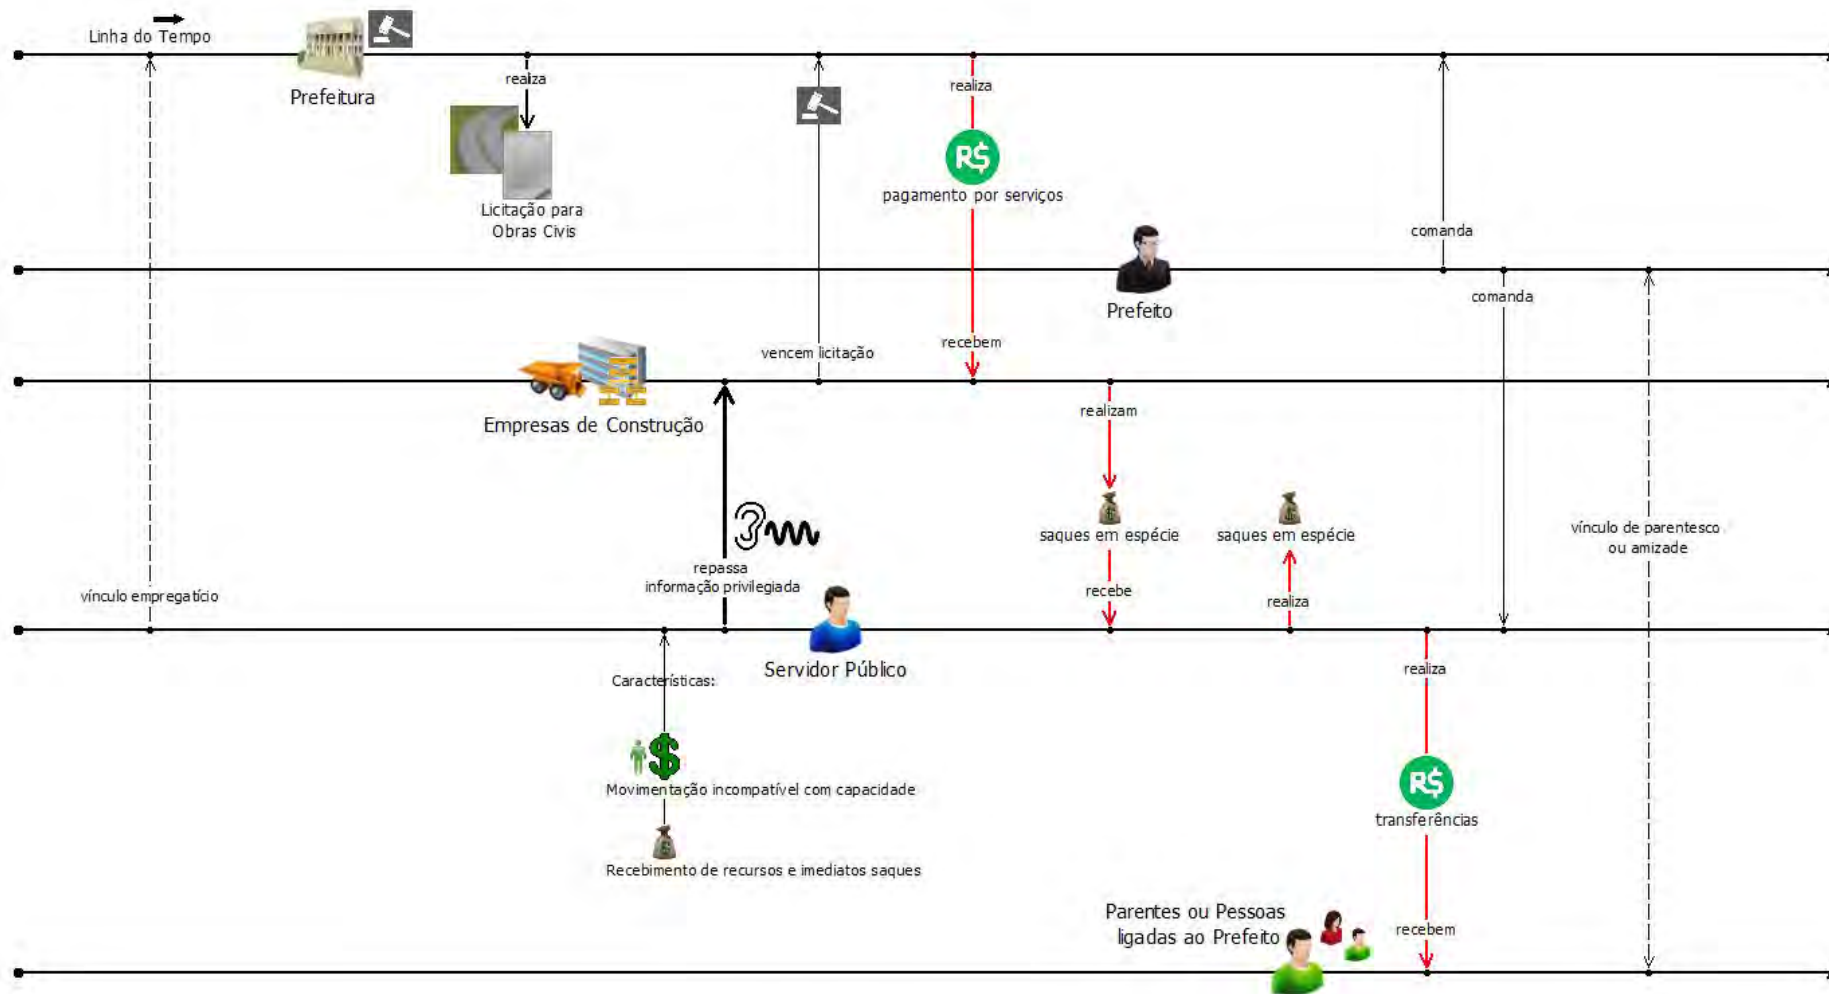 Linha do Tempo
Prefeitura
realza
Licitação para
Obras Civis
realiza
R$
pagamento por serviços
comanda
Prefeito
comanda
recebem
vencem licitação
Empresas de Construção
realizam
saques em espécie
saques em espécie
vínculo de parentesco
ou amizade
repassa
informação privilegiada
recebe
realiza
vínculo empregatício
Servidor Público
realiza
Características:
$
Movimentação incompatível com capacidade
R$
transferências
Recebimento de recursos e imediatos saques
Parentes ou Pessoas
ligadas ao Prefeito
recebem